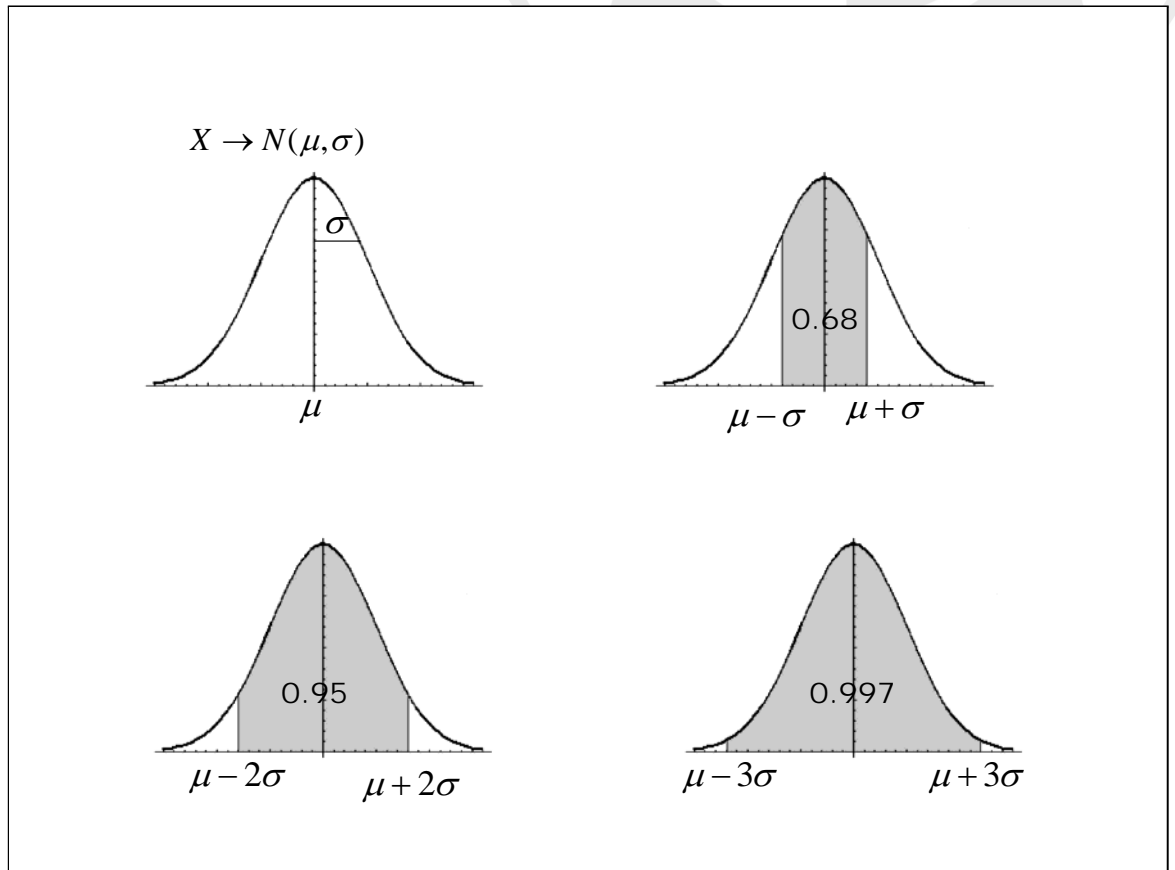 X → N(μ,σ)
σ
μ
0.68
μ − σ
μ + σ
0.95
μ − 2σ
μ + 2σ
0.997
μ − 3σ
μ + 3σ